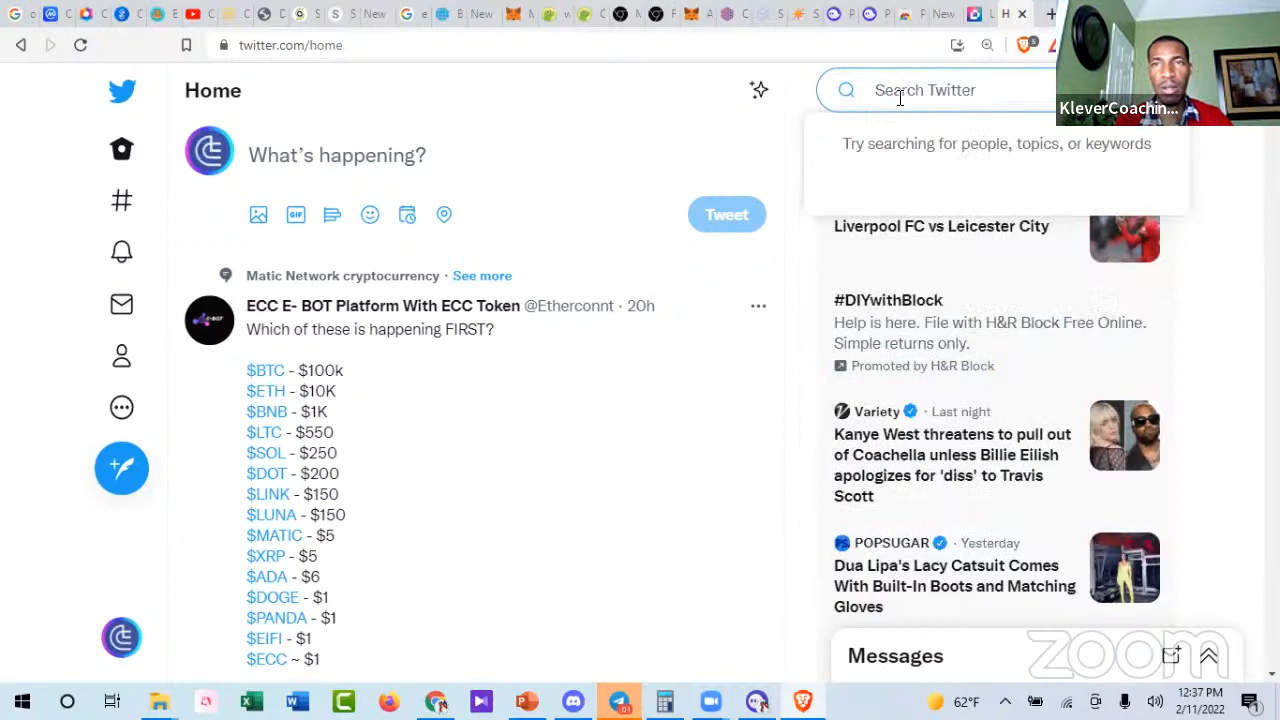 New
New
twitter.com/home
5
KleverCoachin...
Home
Search Twitter
Try searching for people, topics, or keywords
What's happening?
GIF
Tweet
Matic Network cryptocurrency · See more
ECC E- BOT Platform With ECC Token @Etherconnt · 20h
Which of these is happening FIRST?
$BTC - $100k
$ETH - $10K
$BNB - $1K
$LTC - $550
$SOL - $250
$DOT - $200
$LINK - $150
$LUNA - $150
$MATIC - $5
$XRP - $5
$ADA - $6
$DOGE - $1
$PANDA - $1
$EIFI - $1
$ECC ~ $1
Liverpool FC vs Leicester City
#DIYwithBlock
Help is here. File with H&R Block Free Online.
Simple returns only.
Promoted by H&R Block
Variety · Last night
Kanye West threatens to pull out
of Coachella unless Billie Eilish
apologizes for 'diss' to Travis
Scott
POPSUGAR · Yesterday
Dua Lipa's Lacy Catsuit Comes
With Built-In Boots and Matching
Gloves
Messages
zoom
62°F
12:37 PM
2/11/2022